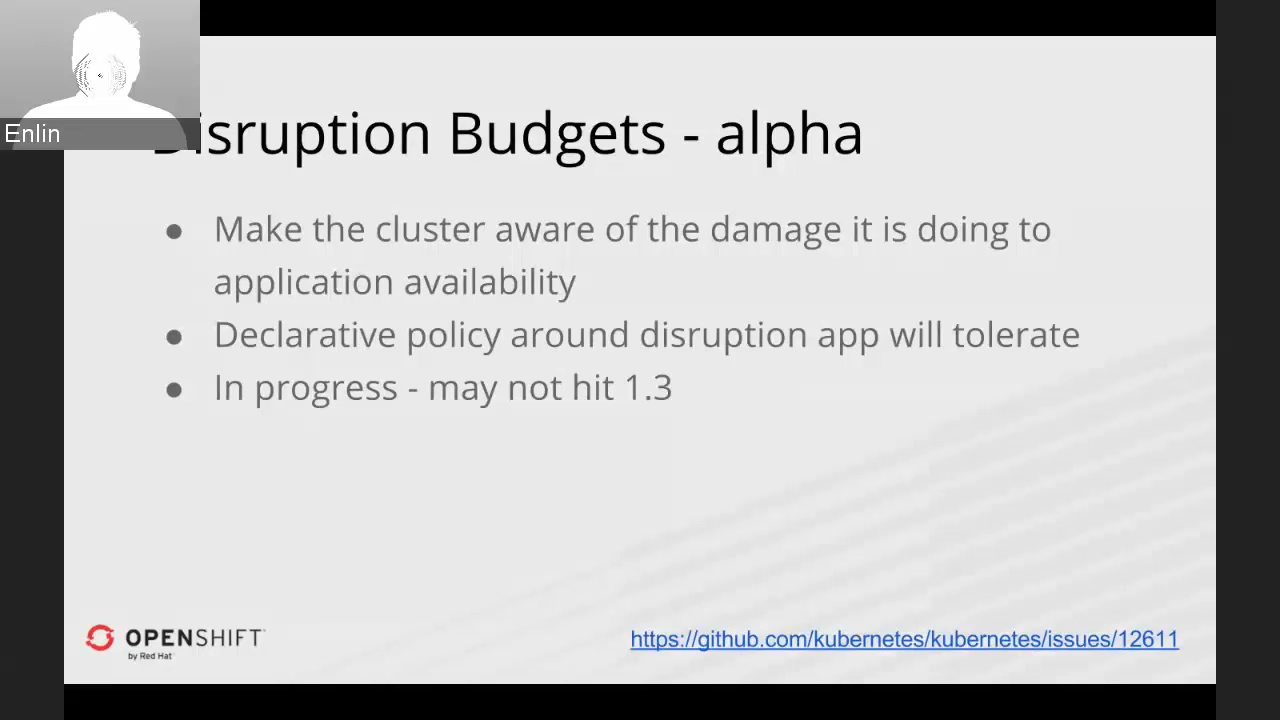 Enlin
Disruption Budgets - alpha
● Make the cluster aware of the damage it is doing to
application availability
● Declarative policy around disruption app will tolerate
● In progress - may not hit 1.3
OPENSHIFT
by Red Hat
https://github.com/kubernetes/kubernetes/issues/12611